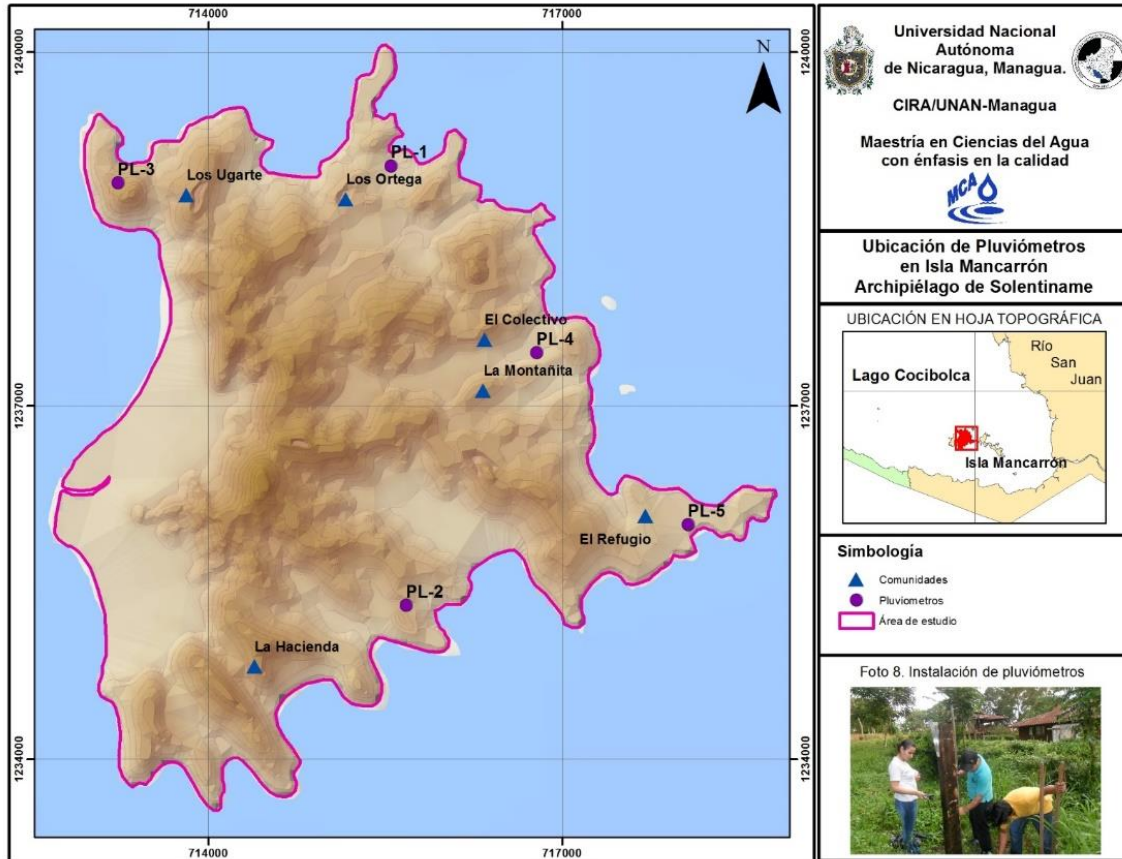 714000
717000
1240000
1237000
1234000
1240000
1237000
1234000
714000
717000
N
PL-1
PL-3
Los Ugarte
Los Ortega
El Colectivo
PL-4
La Montañita
PL-5
El Refugio
PL-2
La Hacienda
Universidad Nacional
Autónoma
de Nicaragua, Managua.
CIRA/UNAN-Managua
Maestría en Ciencias del Agua
con énfasis en la calidad
MCA
Ubicación de Pluviómetros
en Isla Mancarrón
Archipiélago de Solentiname
UBICACIÓN EN HOJA TOPOGRÁFICA
Río
San
Juan
Lago Cocibolca
Isla Mancarrón
Simbología
Comunidades
Pluviometros
Área de estudio
Foto 8. Instalación de pluviómetros